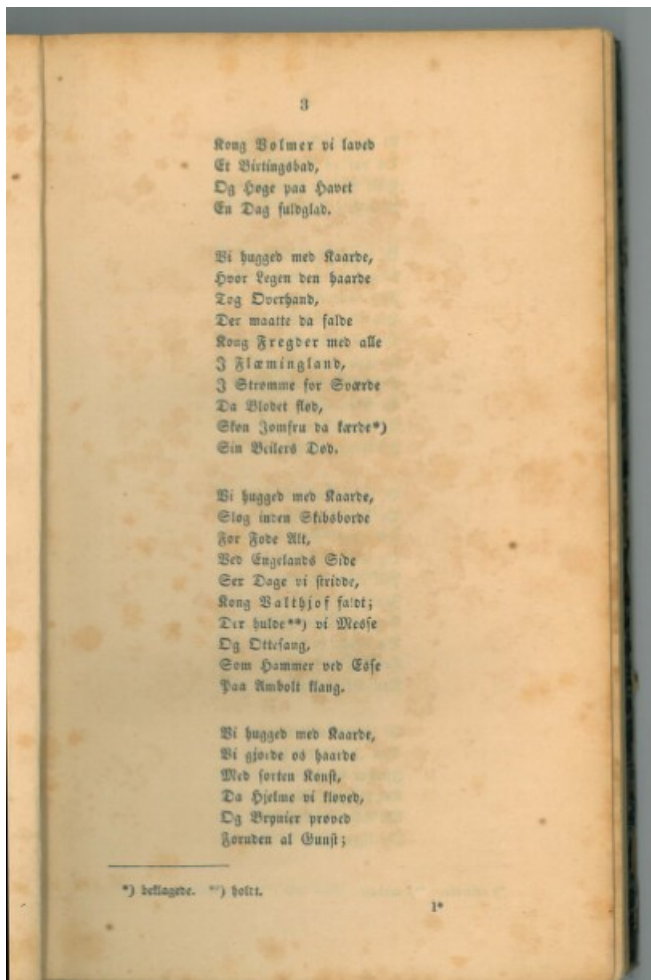 3
Kong Volmer vi laved
Et Birtingsbad,
Og Høge paa Havet
En Dag fuldglad.
Vi hugged med Kaarde,
Hvor Legen den haarde
Tog Overhand,
Der maatte da falde
Kong Fregder med alle
I Flæmingland,
I Strømme for Sværde
Da Blodet flød,
Skøn Jomfru da kærde*)
Sin Beilers Død.
Vi hugged med Kaarde,
Slog inden Skibsborde
For Fode Alt,
Ved Engelands Side
Sex Dage vi stridde,
Kong Valthjof faldt;
Der hulde**) vi Messe
Og Ottesang,
Som Hammer ved Esse
Paa Ambolt klang.
Vi hugged med Kaarde,
Vi gjorde os haarde
Med sorten Konst,
Da Hjelme vi kløved,
Og Brynier prøved
Foruden al Gunst;
*) beklagede. **) holdt.
1*